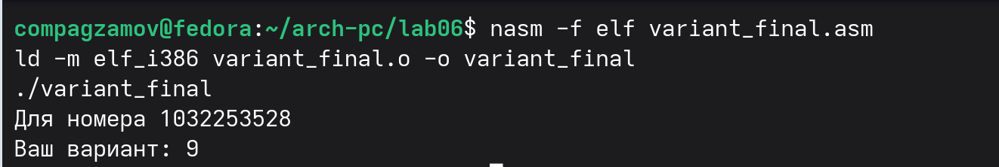 compagzamov@fedora:~/arch-pc/lab06$ nasm -f elf variant_final.asm
ld -m elf_i386 variant_final.o -o variant_final
./variant_final
Для номера 1032253528
Ваш вариант: 9